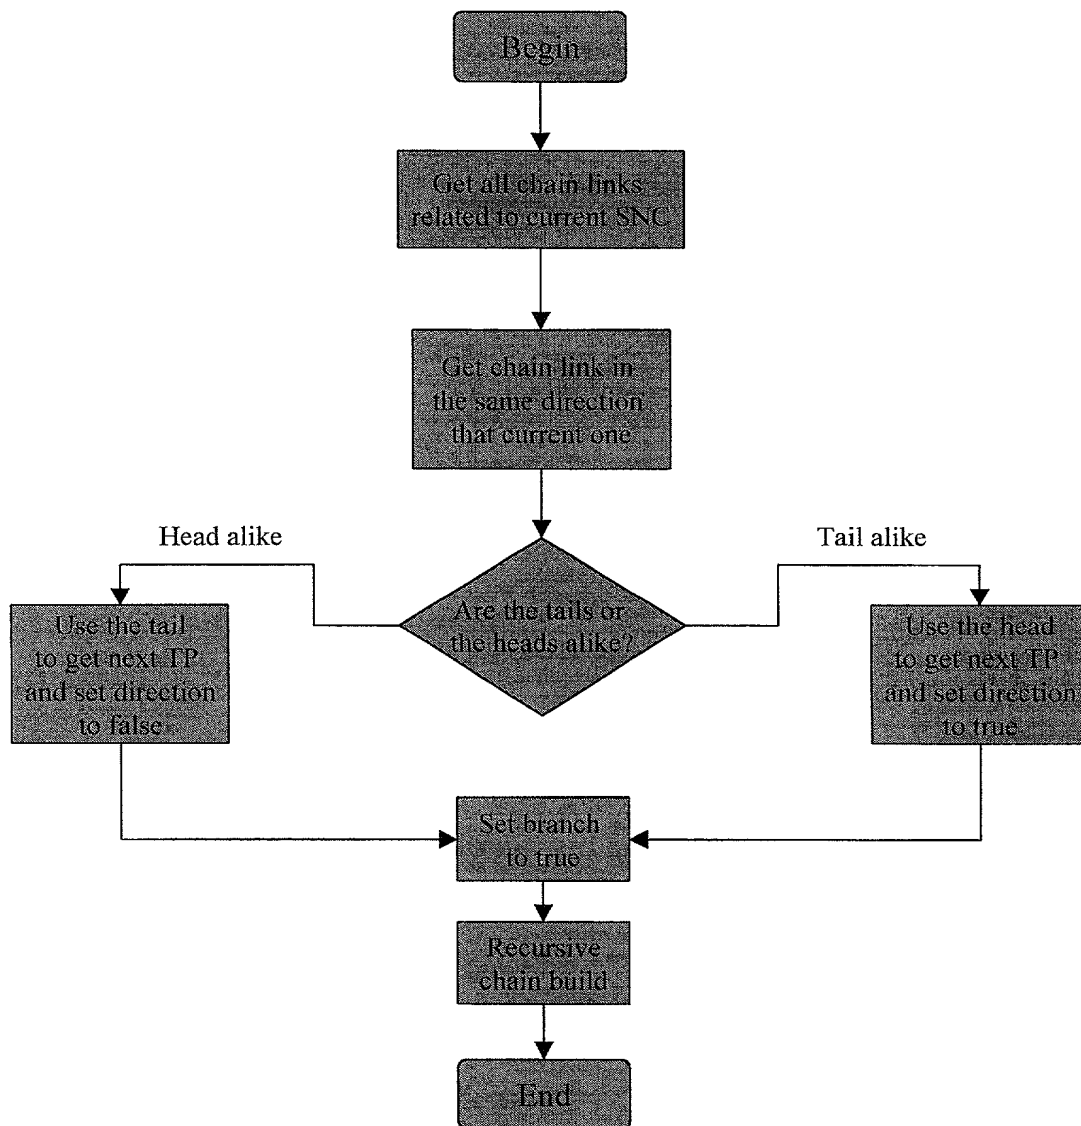 Begin
Get all chain links
related to current SNC
Get chain link in
the same direction
that current one
Head alike
Tail alike
Are the tails or
the heads alike?
Use the tail
to get next TP
and set direction
to false
Use the head
to get next TP
and set direction
to true
Set branch
to true
Recursive
chain build
End